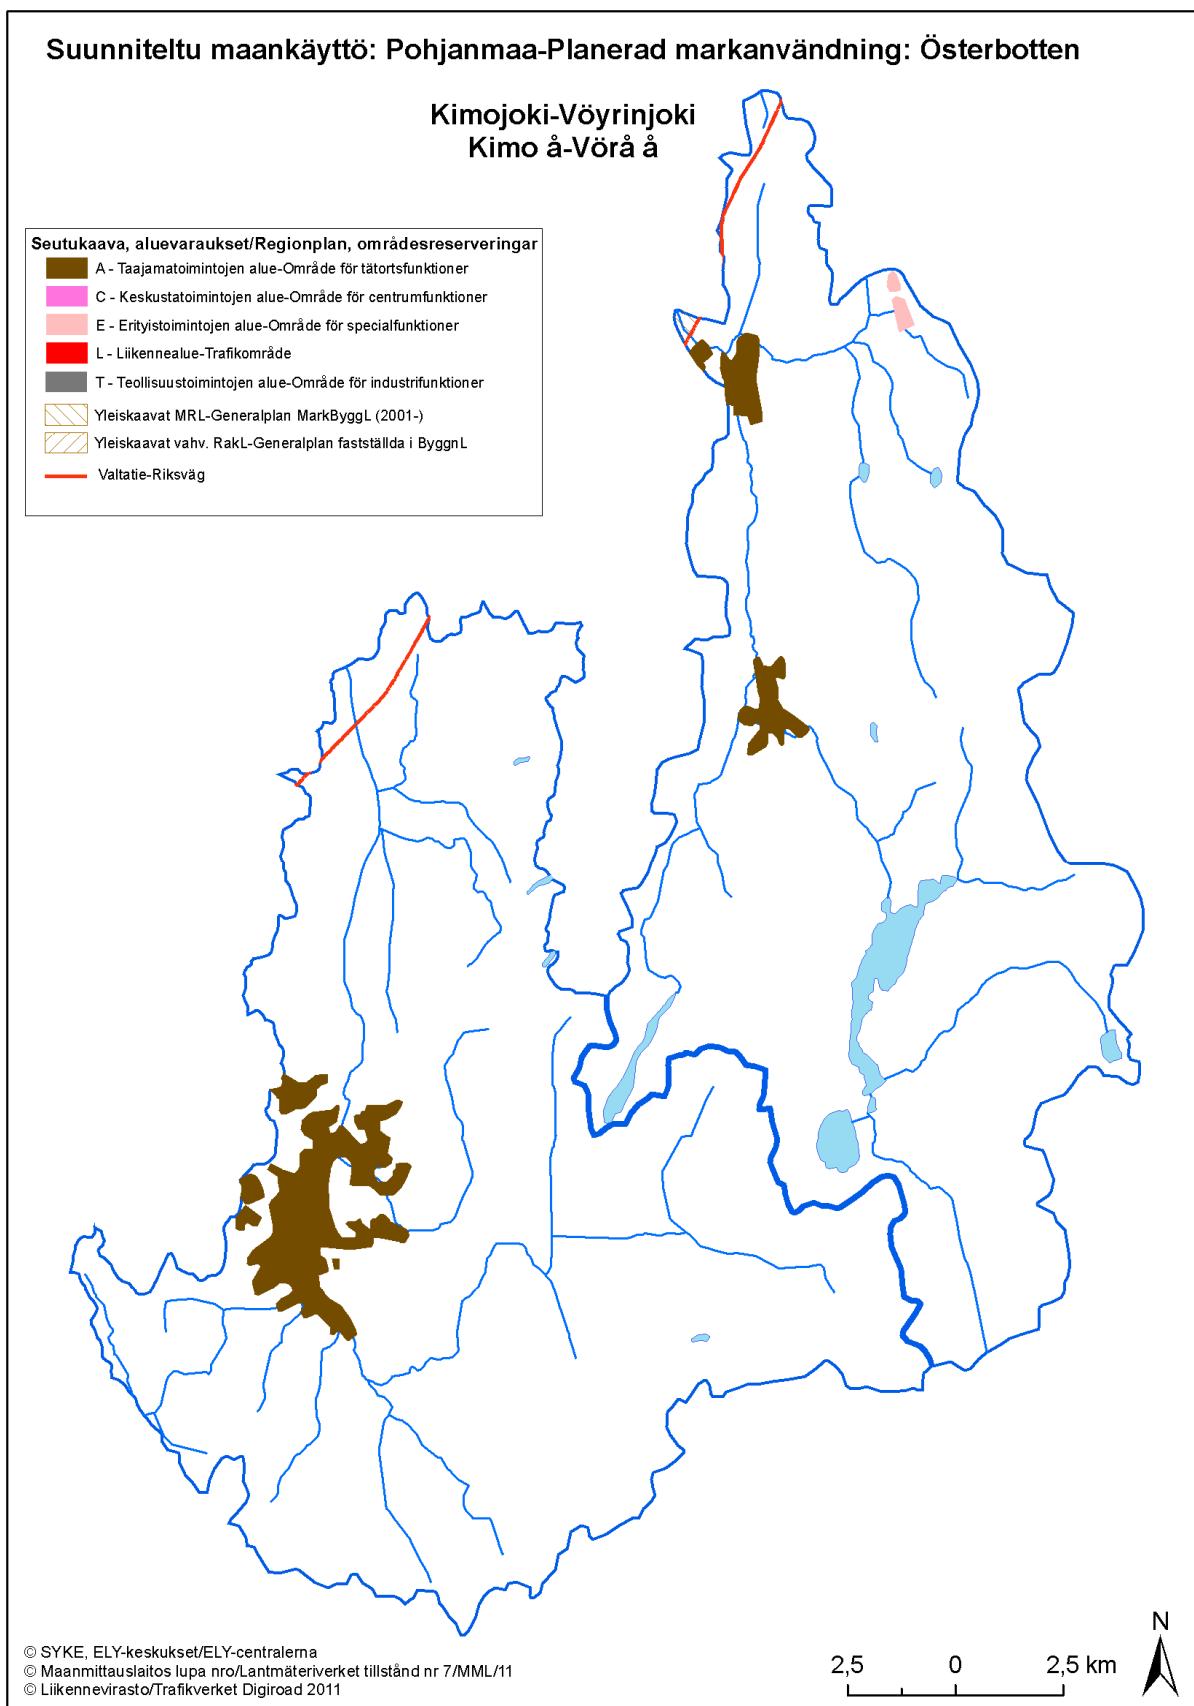 Suunniteltu maankäyttö: Pohjanmaa-Planerad markanvändning: Österbotten
Kimojoki-Vöyrinjoki
Kimo å-Vörå å
Seutukaava, aluevaraukset/Regionplan, områdesreserveringar
A - Taajamatoimintojen alue-Område för tätortsfunktioner
C - Keskustatoimintojen alue-Område för centrumfunktioner
E - Erityistoimintojen alue-Område för specialfunktioner
L - Liikennealue-Trafikområde
T - Teollisuustoimintojen alue-Område för industrifunktioner
Yleiskaavat MRL-Generalplan MarkByggL (2001-)
Yleiskaavat vahv. RakL-Generalplan fastställda i ByggnL
Valtatie-Riksväg
© SYKE, ELY-keskukset/ELY-centralerna
© Maanmittauslaitos lupa nro/Lantmäteriverket tillstånd nr 7/MML/11
© Liikennevirasto/Trafikverket Digiroad 2011
2,5 0 2,5 km
N